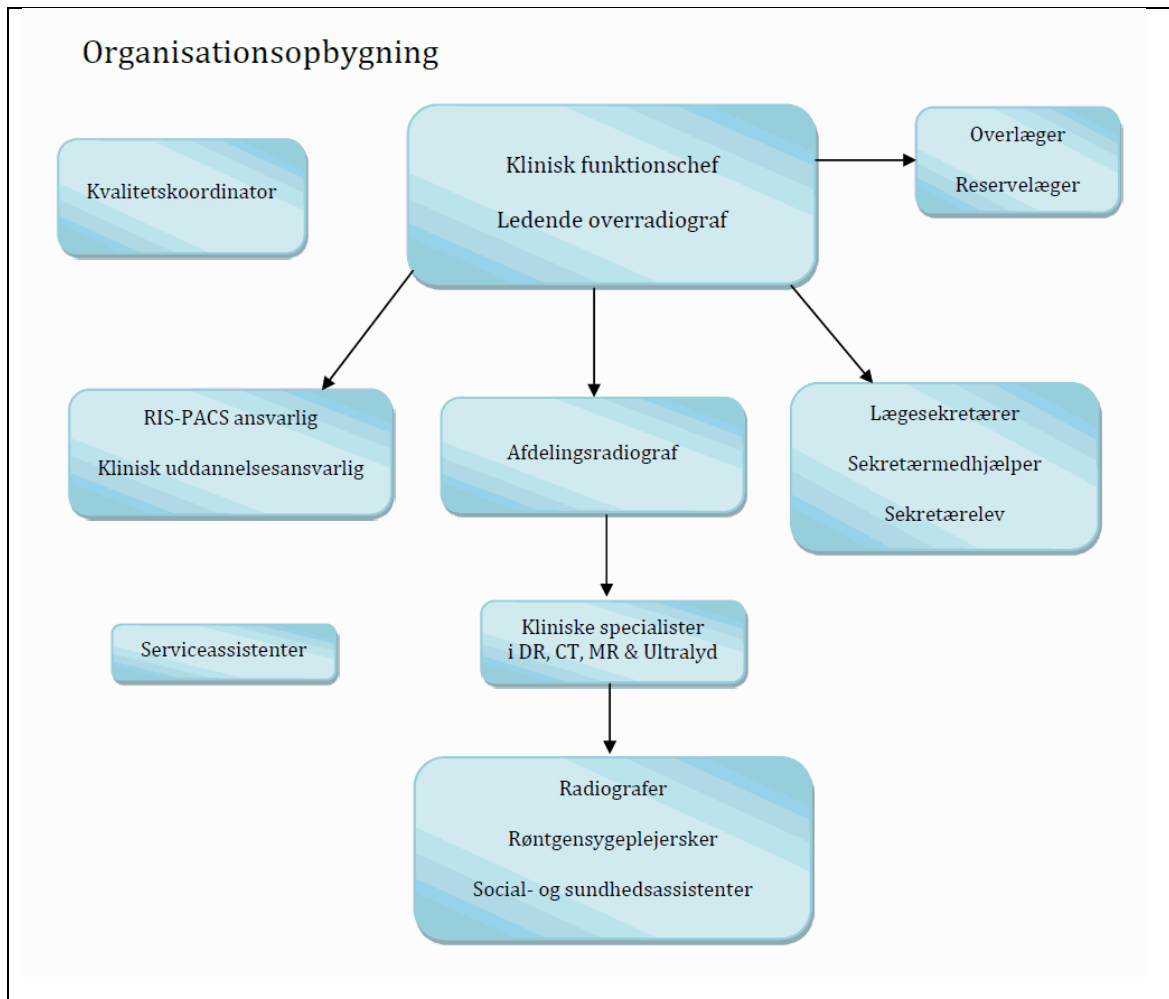 Organisationsopbygning
Kvalitetskoordinator
Klinisk funktionschef
Ledende overradiograf
Overlæger
Reservelæger
RIS-PACS ansvarlig
Klinisk uddannelsesansvarlig
Afdelingsradiograf
Lægesekretærer
Sekretærmedhjælper
Sekretærelev
Serviceassistenter
Kliniske specialister
i DR, CT, MR & Ultralyd
Radiografer
Røntgensygeplejersker
Social- og sundhedsassistenter